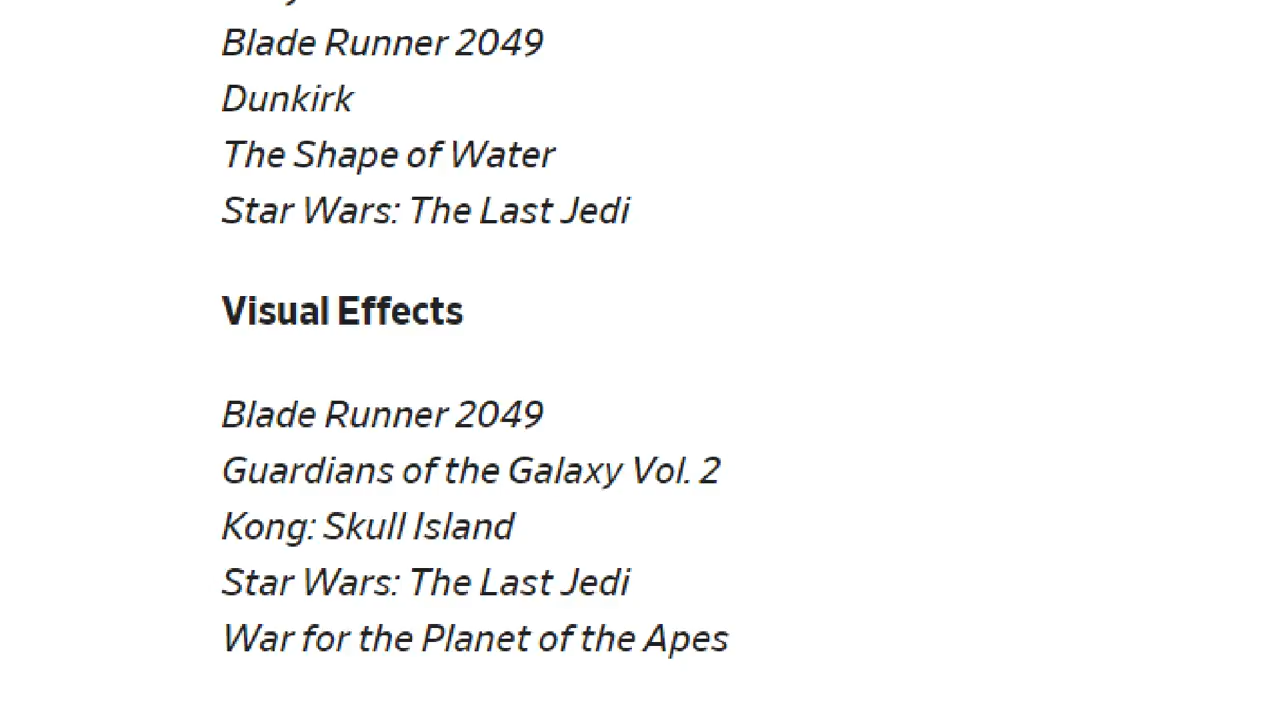 Blade Runner 2049
Dunkirk
The Shape of Water
Star Wars: The Last Jedi
Visual Effects
Blade Runner 2049
Guardians of the Galaxy Vol. 2
Kong: Skull Island
Star Wars: The Last Jedi
War for the Planet of the Apes